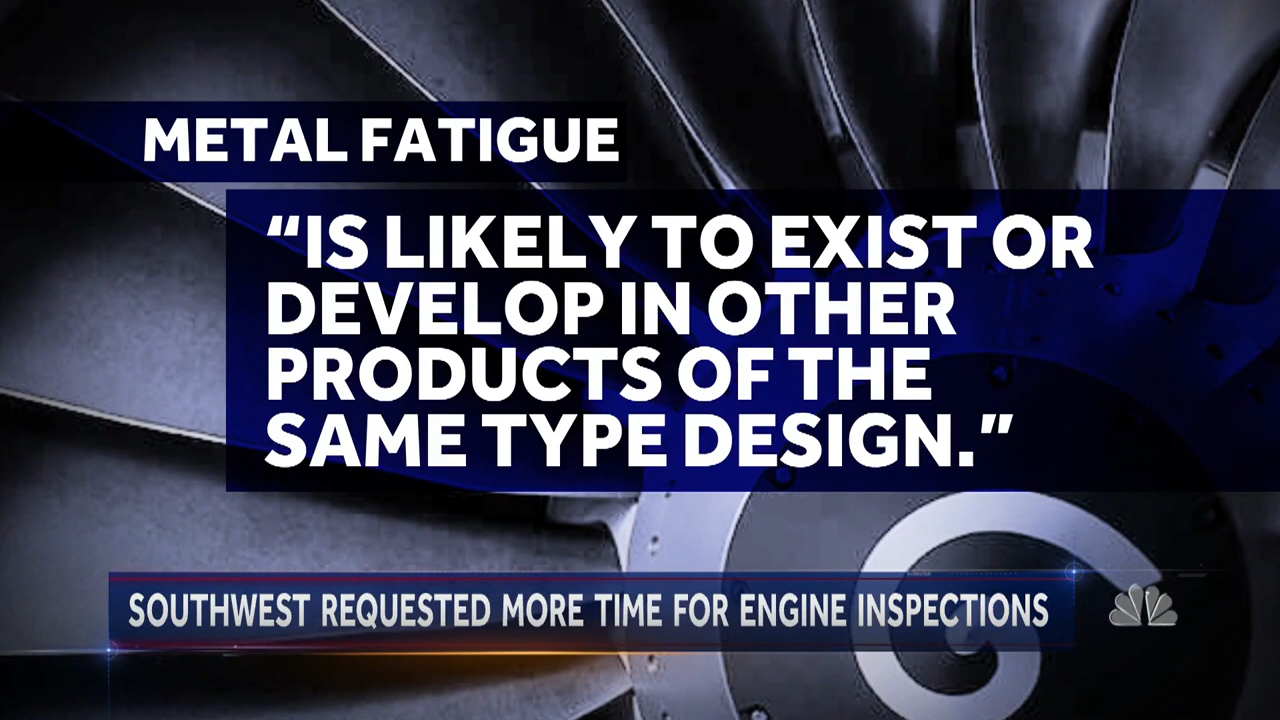 METAL FATIGUE
“IS LIKELY TO EXIST OR
DEVELOP IN OTHER
PRODUCTS OF THE
SAME TYPE DESIGN.”
SOUTHWEST REQUESTED MORE TIME FOR ENGINE INSPECTIONS